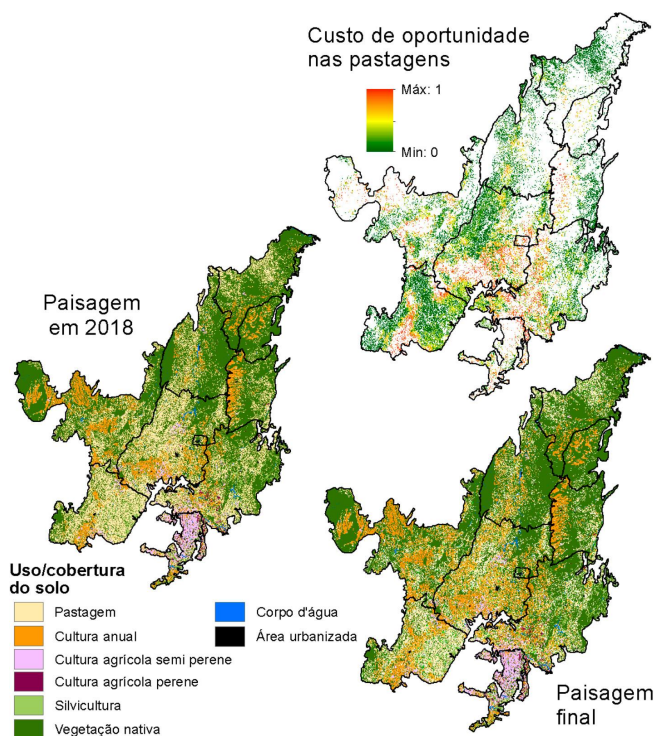 Custo de oportunidade
nas pastagens
Máx: 1
Min: 0
Paisagem
em 2018
Uso/cobertura
do solo
Pastagem
Cultura anual
Cultura agrícola semi perene
Cultura agrícola perene
Silvicultura
Vegetação nativa
Corpo d'água
Área urbanizada
Paisagem
final